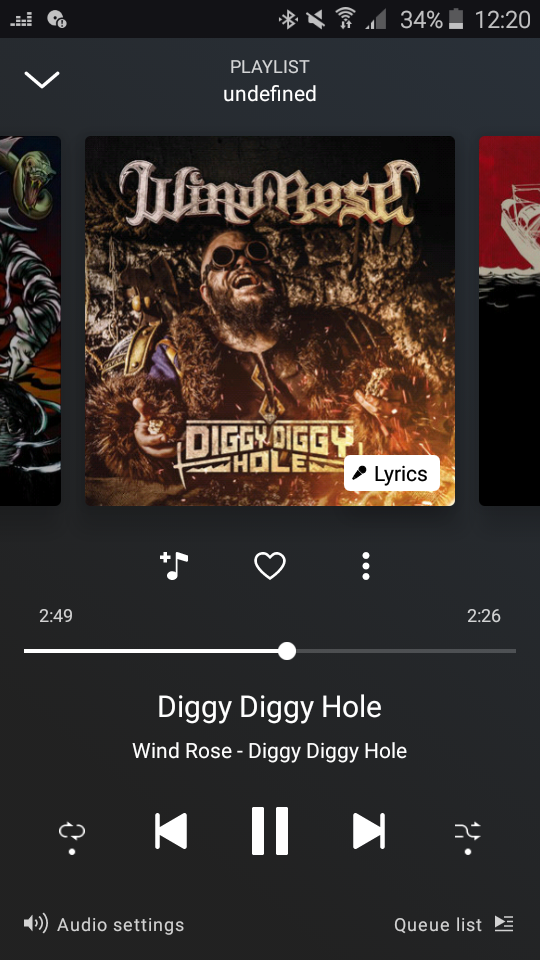 34% 12:20
PLAYLIST
undefined
Wind Rose
DIGGY DIGGY
HOLE
Lyrics
2:49 2:26
Diggy Diggy Hole
Wind Rose - Diggy Diggy Hole
Audio settings Queue list